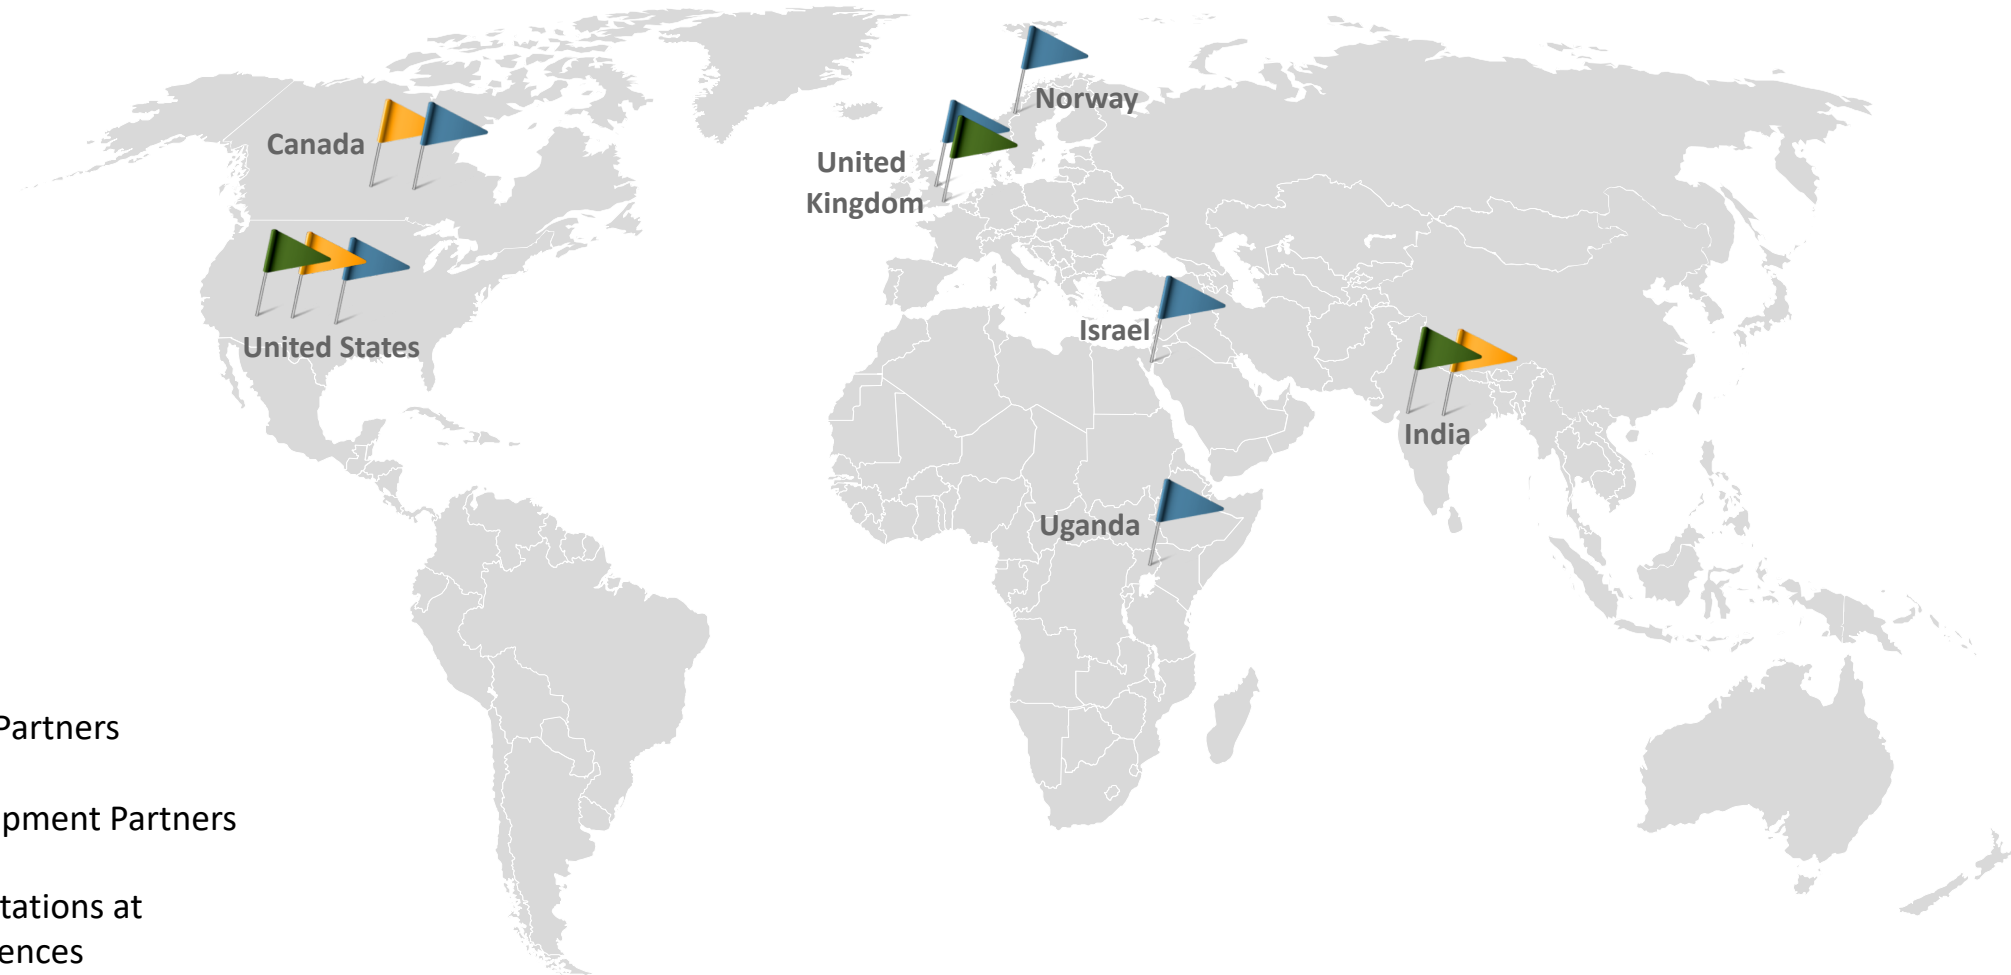 Norway
Canada
United
Kingdom
Israel
United States
India
Uganda
Partners
pment Partners
tations at
ences